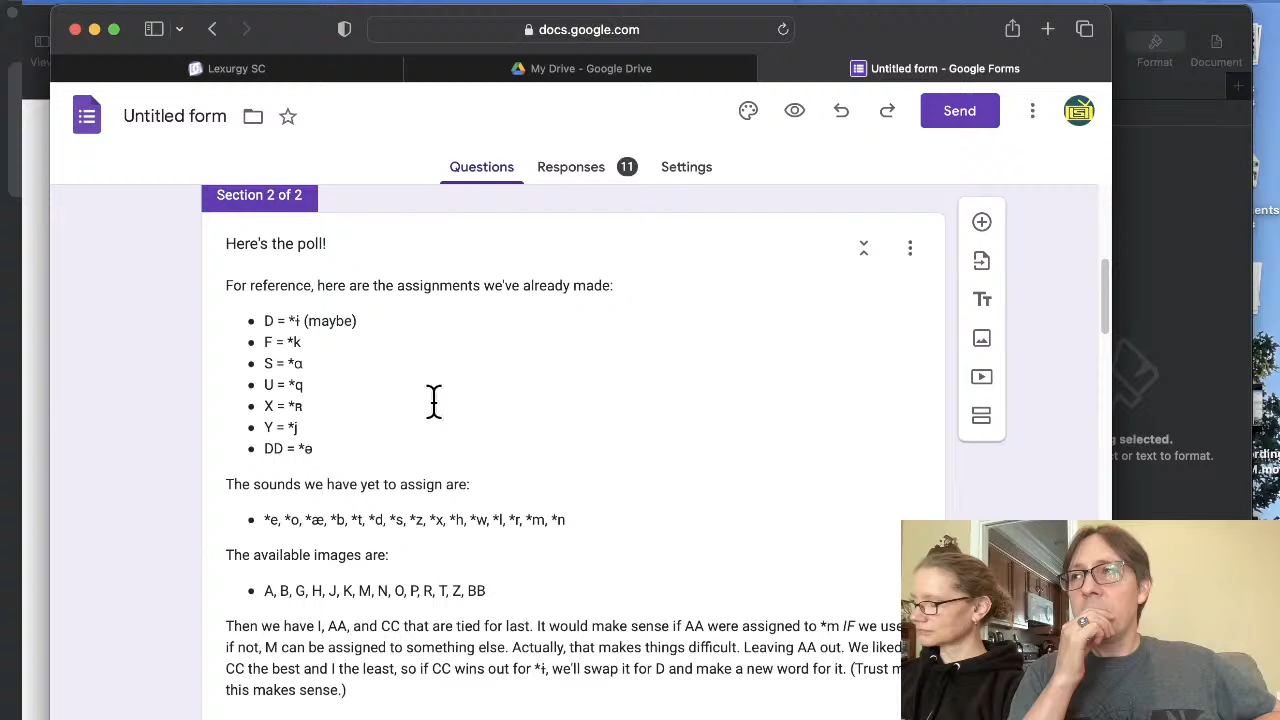 docs.google.com
Lexurgy SC
My Drive - Google Drive
Untitled form - Google Forms
Format
Document
Untitled form
Send
Questions
Responses 11
Settings
Section 2 of 2
Here's the poll!
For reference, here are the assignments we've already made:
• D = *ɨ (maybe)
• F = *k
• S = *ɑ
• U = *q
• X = *ʀ
• Y = *j
• DD = *ə
The sounds we have yet to assign are:
• *e, *o, *æ, *b, *t, *d, *s, *z, *x, *h, *w, *l, *r, *m, *n
The available images are:
• A, B, G, H, J, K, M, N, O, P, R, T, Z, BB
Then we have I, AA, and CC that are tied for last. It would make sense if AA were assigned to *m IF we use
if not, M can be assigned to something else. Actually, that makes things difficult. Leaving AA out. We liked
CC the best and I the least, so if CC wins out for *ɨ, we'll swap it for D and make a new word for it. (Trust m
this makes sense.)
g selected.
ct or text to format.